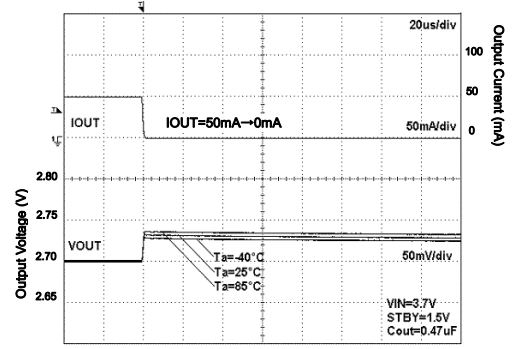 20us/div
100
50
0
Output Current (mA)
IOUT
IOUT=50mA→0mA
50mA/div
2.80
2.75
2.70
2.65
Output Voltage (V)
VOUT
50mV/div
Ta=-40°C
Ta=25°C
Ta=85°C
VIN=3.7V
STBY=1.5V
Cout=0.47uF